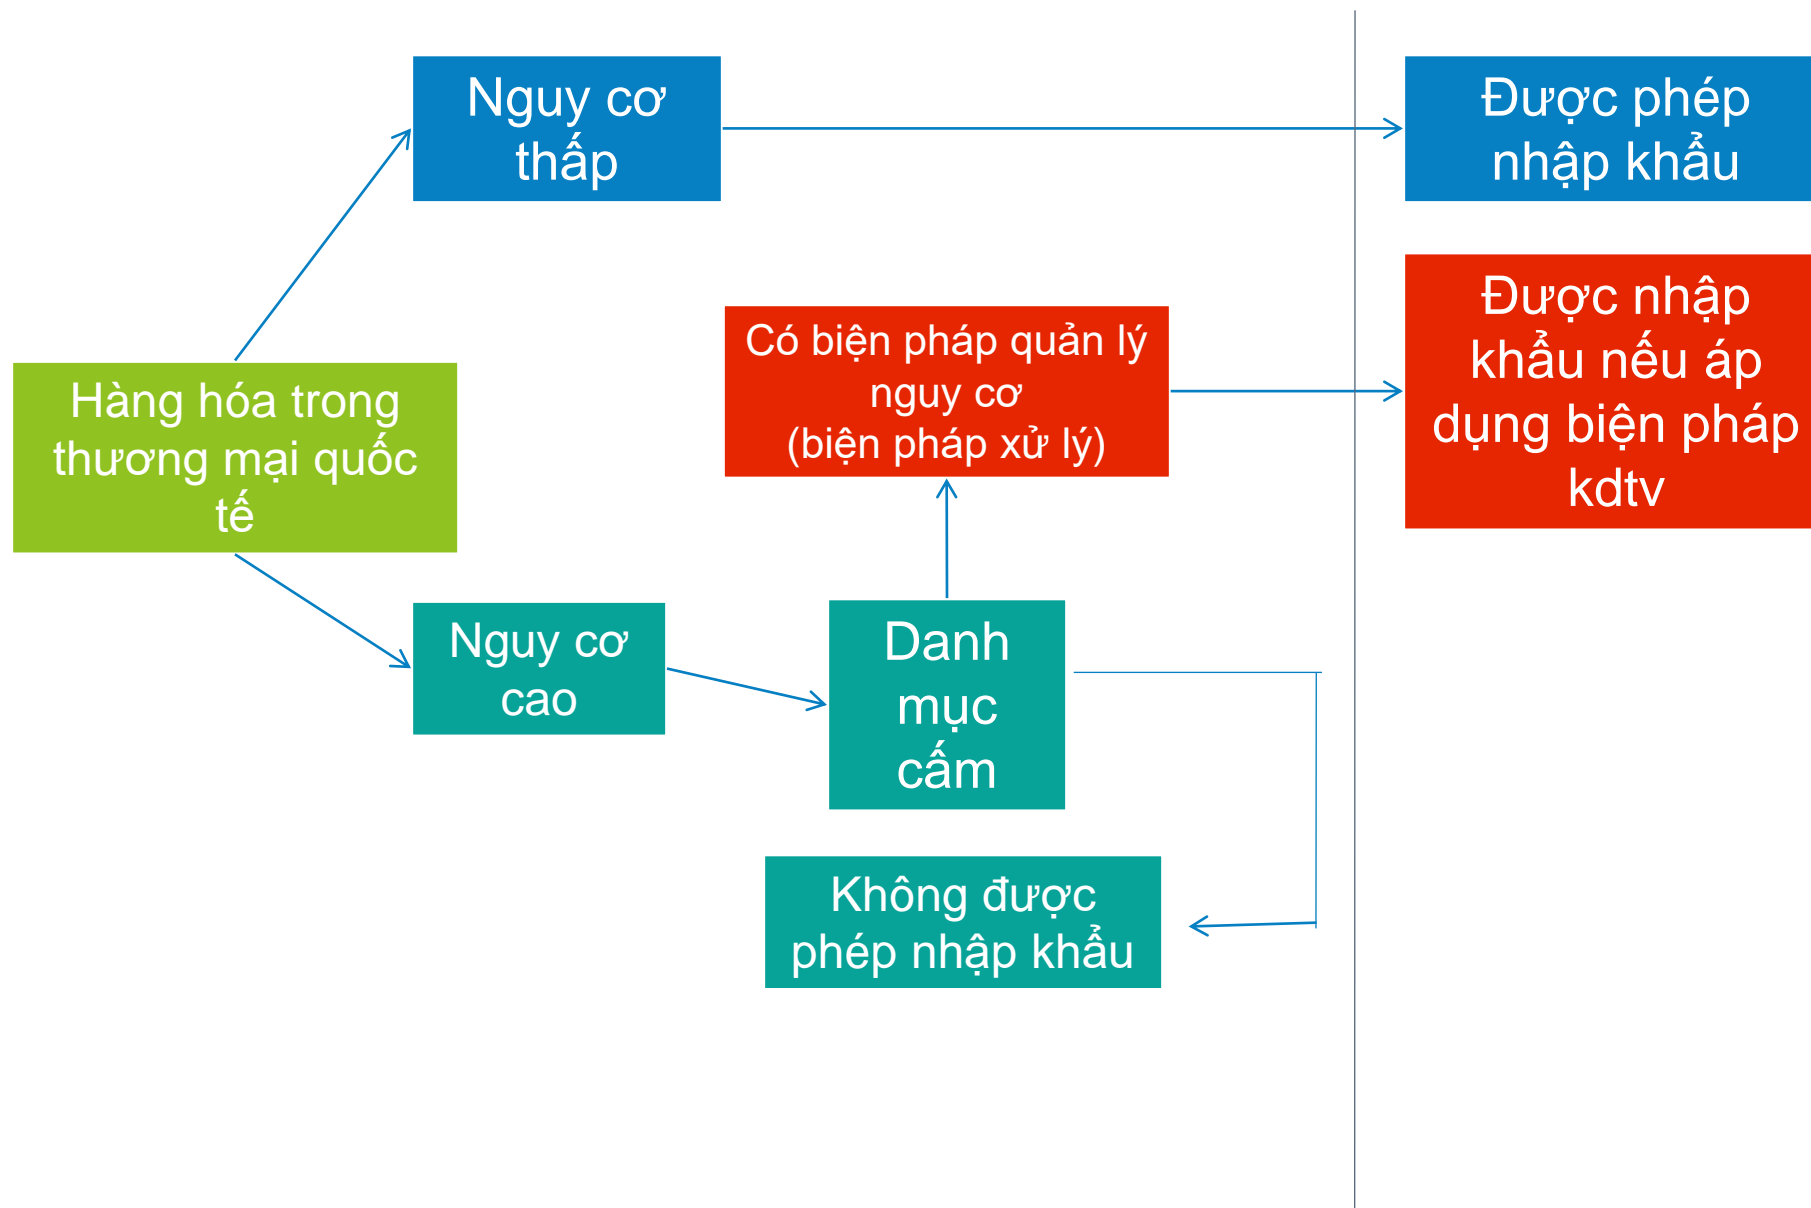 Nguy cơ
thấp
Được phép
nhập khẩu
Được nhập
khẩu nếu áp
dụng biện pháp
kdtv
Có biện pháp quản lý
nguy cơ
(biện pháp xử lý)
Hàng hóa trong
thương mại quốc
tế
Nguy cơ
cao
Danh
mục
cấm
Không được
phép nhập khẩu